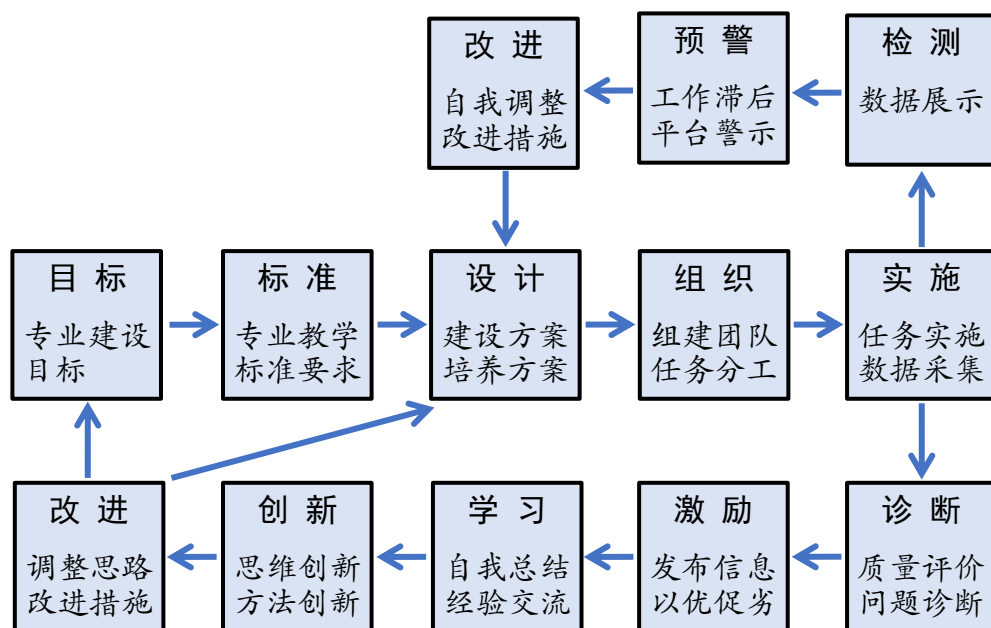 改进
自我调整
改进措施
预警
工作滞后
平台警示
检测
数据展示
目标
专业建设
目标
标准
专业教学
标准要求
设计
建设方案
培养方案
组织
组建团队
任务分工
实施
任务实施
数据采集
改进
调整思路
改进措施
创新
思维创新
方法创新
学习
自我总结
经验交流
激励
发布信息
以优促劣
诊断
质量评价
问题诊断